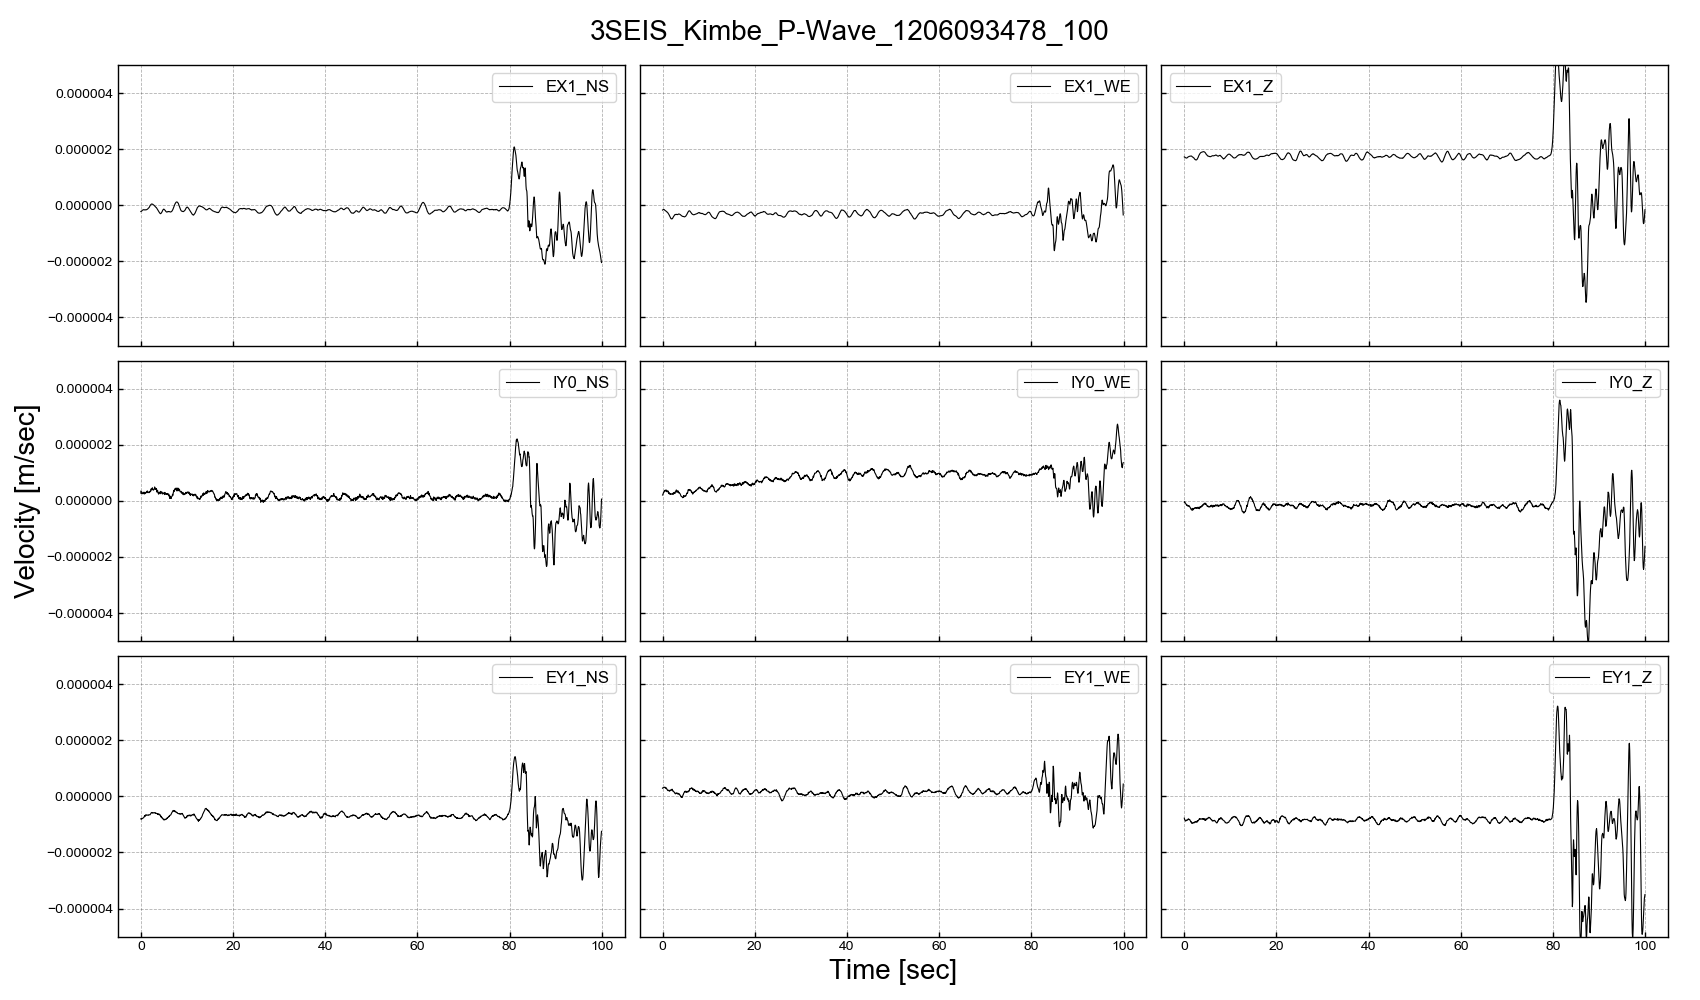 3SEIS_Kimbe_P-Wave_1206093478_100
EX1_NS
EX1_WE
EX1_Z
0.000004
0.000002
0.000000
−0.000002
−0.000004
IY0_NS
IY0_WE
IY0_Z
0.000004
0.000002
0.000000
−0.000002
−0.000004
Velocity [m/sec]
EY1_NS
EY1_WE
EY1_Z
0.000004
0.000002
0.000000
−0.000002
−0.000004
0 20 40 60 80 100
0 20 40 60 80 100
0 20 40 60 80 100
Time [sec]